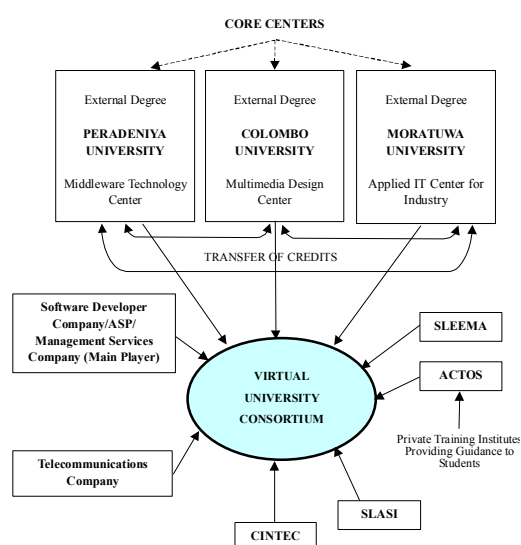 CORE CENTERS
External Degree
PERADENIYA
UNIVERSITY
Middleware Technology
Center
External Degree
COLOMBO
UNIVERSITY
Multimedia Design
Center
External Degree
MORATUWA
UNIVERSITY
Applied IT Center for
Industry
TRANSFER OF CREDITS
Software Developer
Company/ASP/
Management Services
Company (Main Player)
SLEEMA
VIRTUAL
UNIVERSITY
CONSORTIUM
ACTOS
Private Training Institutes
Providing Guidance to
Students
Telecommunications
Company
SLASI
CINTEC